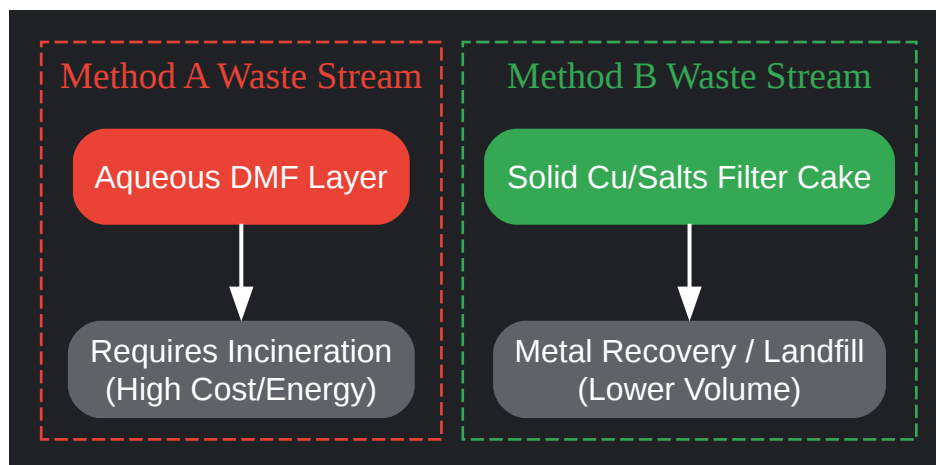 Method A Waste Stream
Aqueous DMF Layer
Requires Incineration
(High Cost/Energy)
Method B Waste Stream
Solid Cu/Salts Filter Cake
Metal Recovery / Landfill
(Lower Volume)